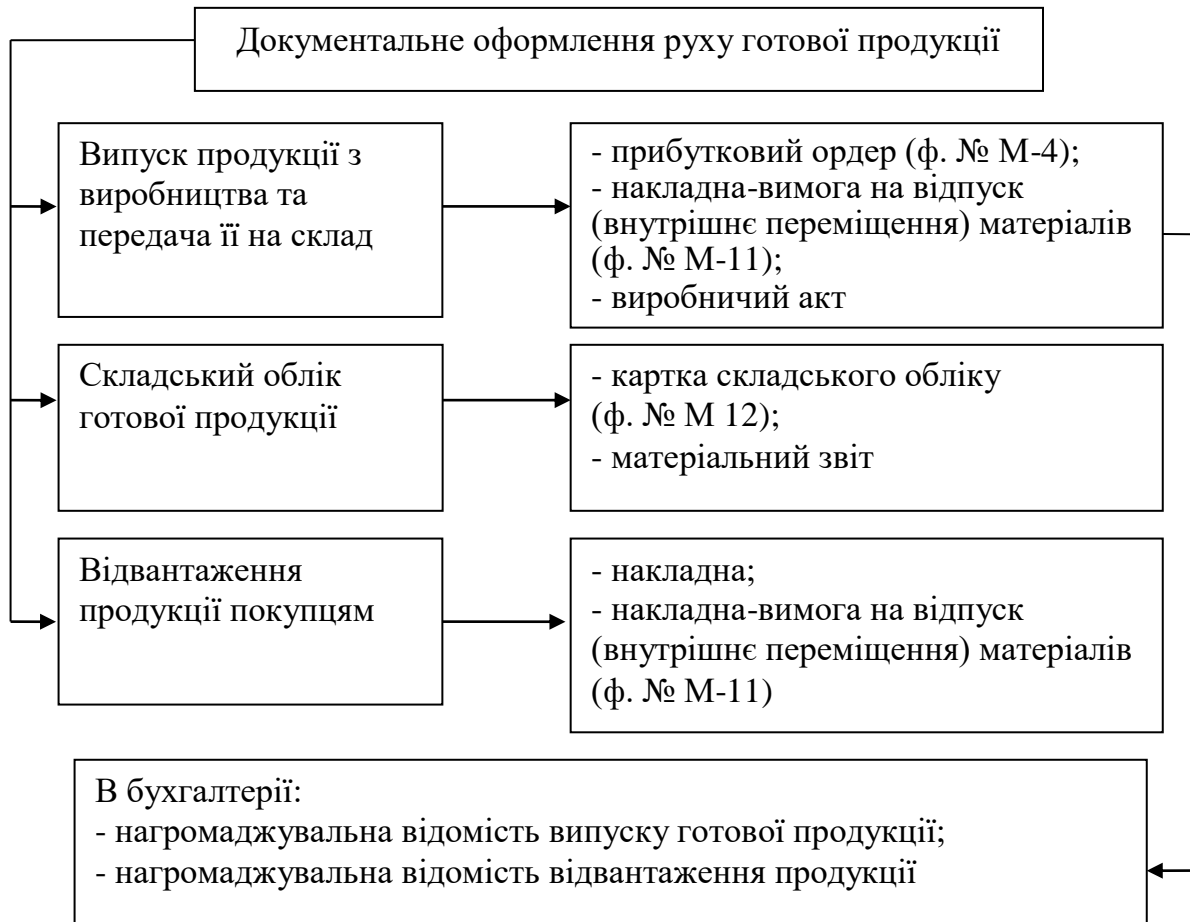 Документальне оформлення руху готової продукції
Випуск продукції з
виробництва та
передача її на склад
- прибутковий ордер (ф. № М-4);
- накладна-вимога на відпуск
(внутрішнє переміщення) матеріалів
(ф. № М-11);
- виробничий акт
Складський облік
готової продукції
- картка складського обліку
(ф. № М 12);
- матеріальний звіт
Відвантаження
продукції покупцям
- накладна;
- накладна-вимога на відпуск
(внутрішнє переміщення) матеріалів
(ф. № М-11)
В бухгалтерії:
- нагромаджувальна відомість випуску готової продукції;
- нагромаджувальна відомість відвантаження продукції